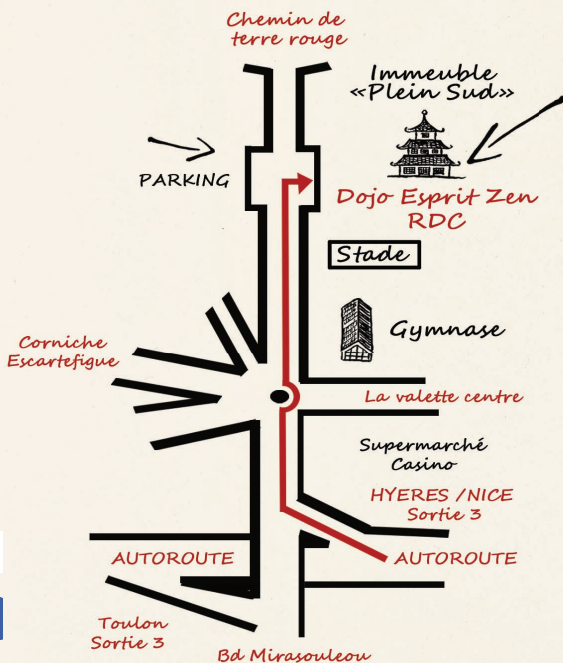 Chemin de
terre rouge
Immeuble
«Plein Sud»
PARKING
Dojo Esprit Zen
RDC
Stade
Gymnase
Corniche
Escartefigue
La valette centre
Supermarché
Casino
HYERES /NICE
Sortie 3
AUTOROUTE
AUTOROUTE
Toulon
Sortie 3
Bd Mirasouleou